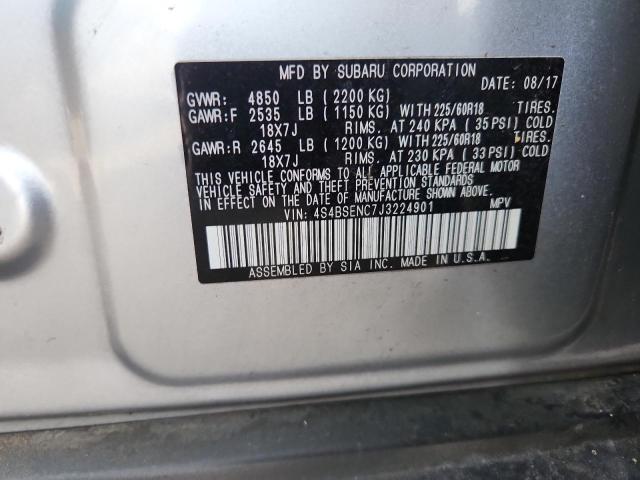 MFD BY SUBARU CORPORATION
DATE: 08/17
GVWR: 4850 LB (2200 KG)
GAWR:F 2535 LB (1150 KG) WITH 225/60R18 TIRES.
18X7J RIMS. AT 240 KPA (35 PSI) COLD
GAWR:R 2645 LB (1200 KG) WITH 225/60R18 TIRES.
18X7J RIMS. AT 230 KPA (33 PSI) COLD
THIS VEHICLE CONFORMS TO ALL APPLICABLE FEDERAL MOTOR
VEHICLE SAFETY AND THEFT PREVENTION STANDARDS
IN EFFECT ON THE DATE OF MANUFACTURE SHOWN ABOVE.
VIN: 4S4BSENC7J3224901 MPV
ASSEMBLED BY SIA INC. MADE IN U.S.A.